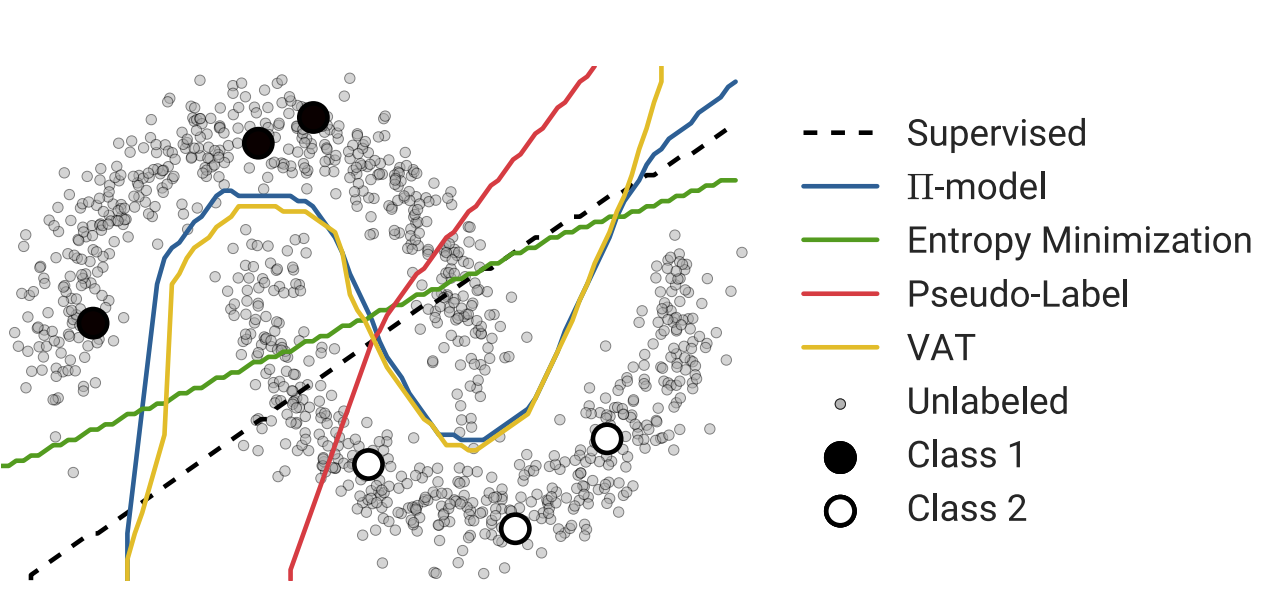 Supervised
Π-model
Entropy Minimization
Pseudo-Label
VAT
Unlabeled
Class 1
Class 2